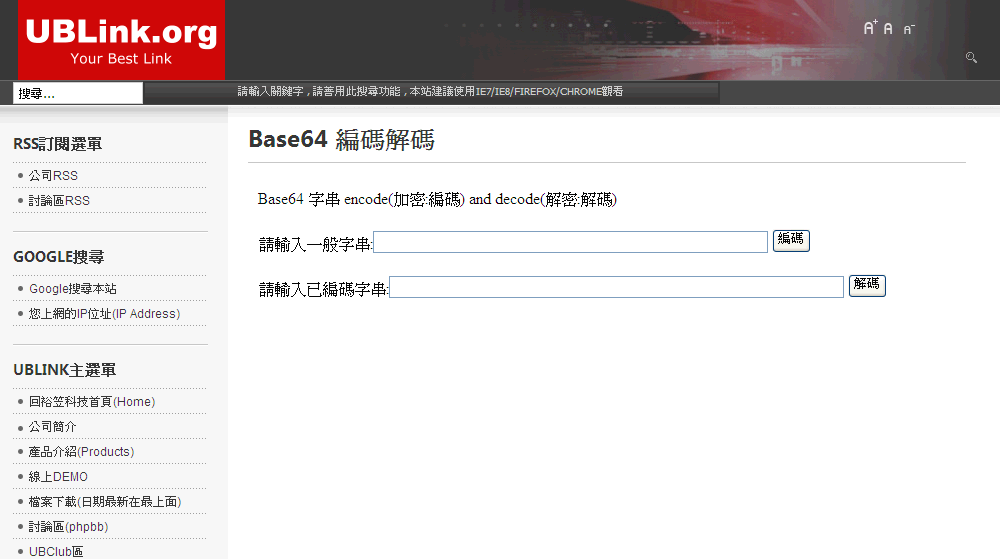 UBLink.org
Your Best Link
A+ A A-
搜尋...
請輸入關鍵字 , 請善用此搜尋功能 , 本站建議使用IE7/IE8/FIREFOX/CHROME觀看
RSS訂閱選單
公司RSS
討論區RSS
GOOGLE搜尋
Google搜尋本站
您上網的IP位址(IP Address)
UBLINK主選單
回裕笠科技首頁(Home)
公司簡介
產品介紹(Products)
線上DEMO
檔案下載(日期最新在最上面)
討論區(phpbb)
UBClub區
Base64 編碼解碼
Base64 字串 encode(加密:編碼) and decode(解密:解碼)
請輸入一般字串: 編碼
請輸入已編碼字串: 解碼